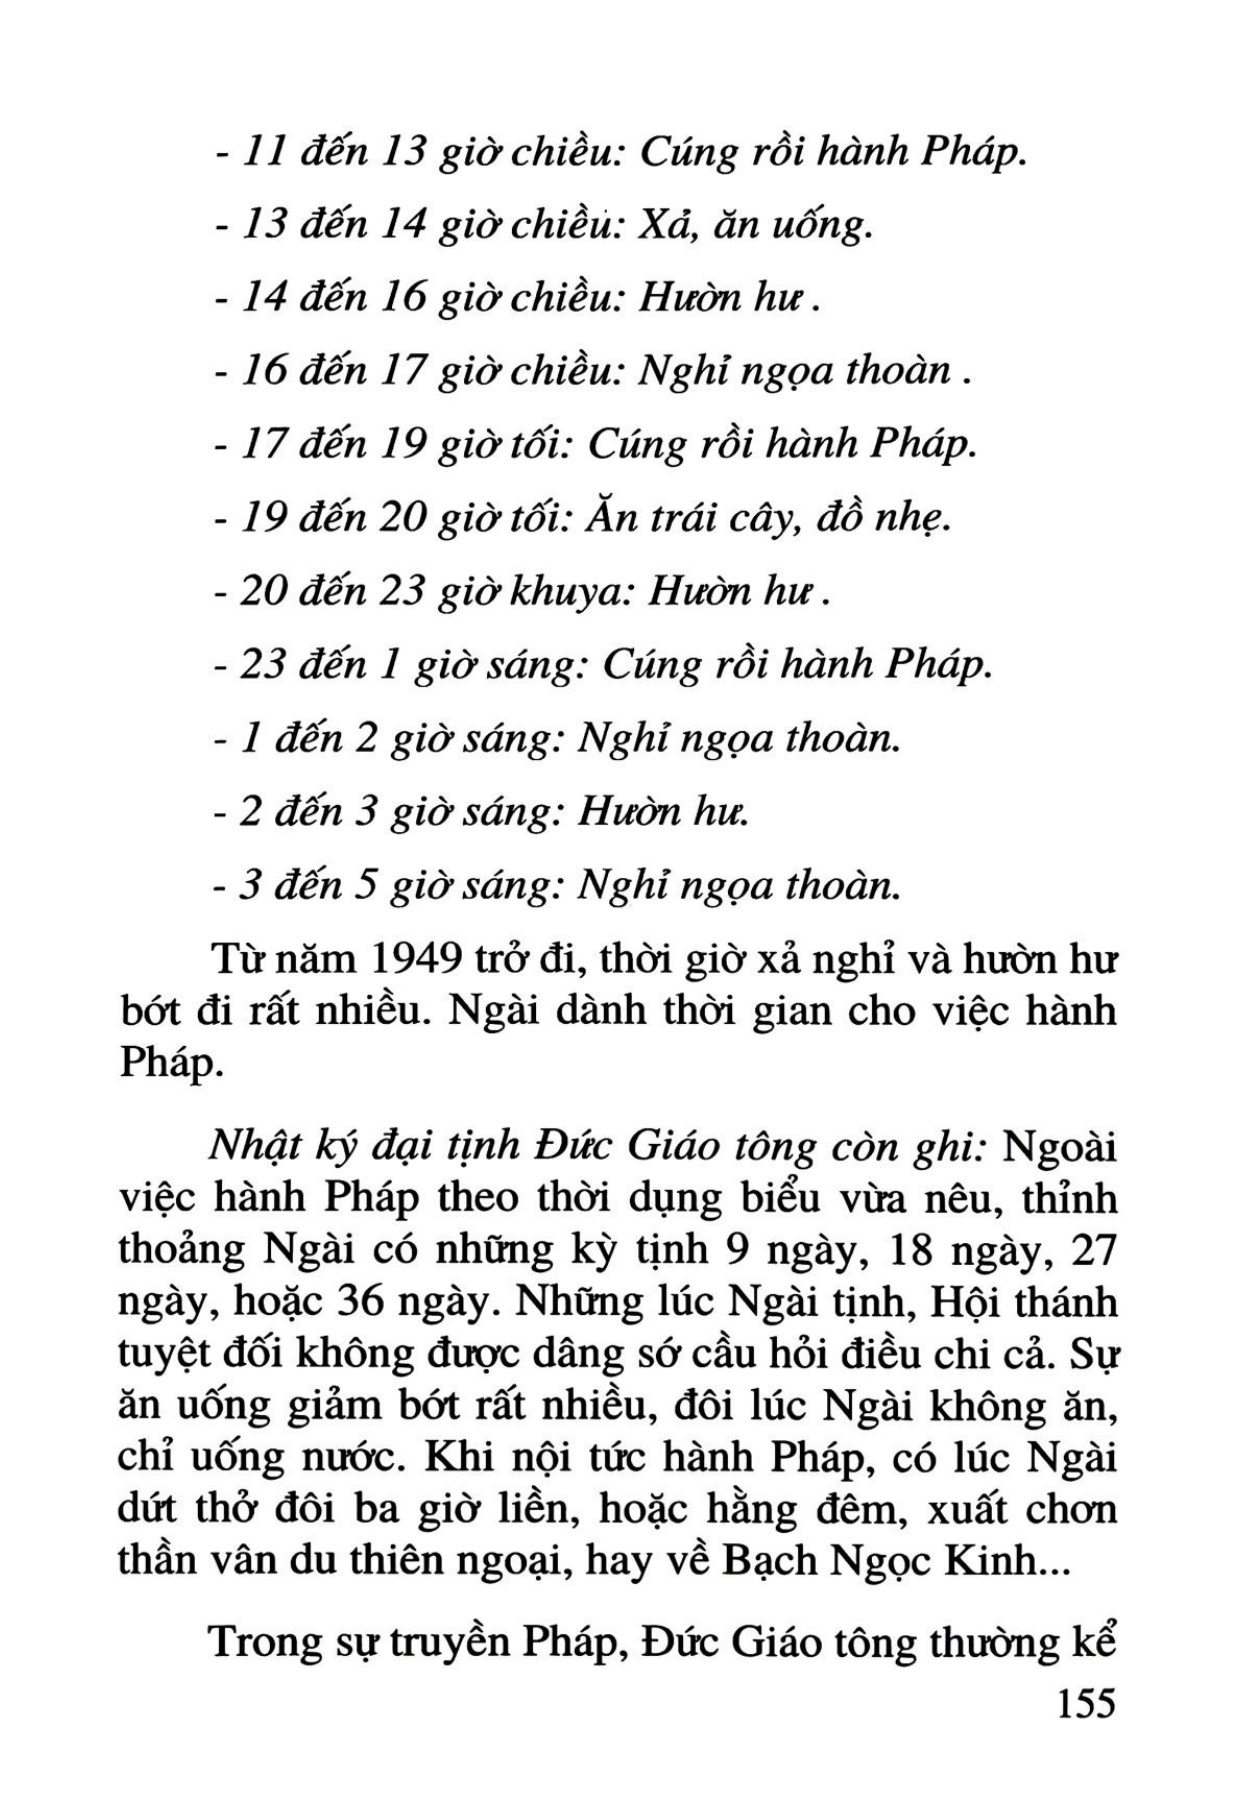 - 11 đến 13 giờ chiều: Cúng rồi hành Pháp.
- 13 đến 14 giờ chiều: Xả, ăn uống.
- 14 đến 16 giờ chiều: Hườn hư .
- 16 đến 17 giờ chiều: Nghỉ ngọa thoàn .
- 17 đến 19 giờ tối: Cúng rồi hành Pháp.
- 19 đến 20 giờ tối: Ăn trái cây, đồ nhẹ.
- 20 đến 23 giờ khuya: Hườn hư .
- 23 đến 1 giờ sáng: Cúng rồi hành Pháp.
- 1 đến 2 giờ sáng: Nghỉ ngọa thoàn.
- 2 đến 3 giờ sáng: Hườn hư.
- 3 đến 5 giờ sáng: Nghỉ ngọa thoàn.
Từ năm 1949 trở đi, thời giờ xả nghỉ và hườn hư
bớt đi rất nhiều. Ngài dành thời gian cho việc hành
Pháp.
Nhật ký đại tịnh Đức Giáo tông còn ghi: Ngoài
việc hành Pháp theo thời dụng biểu vừa nêu, thỉnh
thoảng Ngài có những kỳ tịnh 9 ngày, 18 ngày, 27
ngày, hoặc 36 ngày. Những lúc Ngài tịnh, Hội thánh
tuyệt đối không được dâng sớ cầu hỏi điều chi cả. Sự
ăn uống giảm bớt rất nhiều, đôi lúc Ngài không ăn,
chỉ uống nước. Khi nội tức hành Pháp, có lúc Ngài
dứt thở đôi ba giờ liền, hoặc hằng đêm, xuất chơn
thần vân du thiên ngoại, hay về Bạch Ngọc Kinh...
Trong sự truyền Pháp, Đức Giáo tông thường kể
155